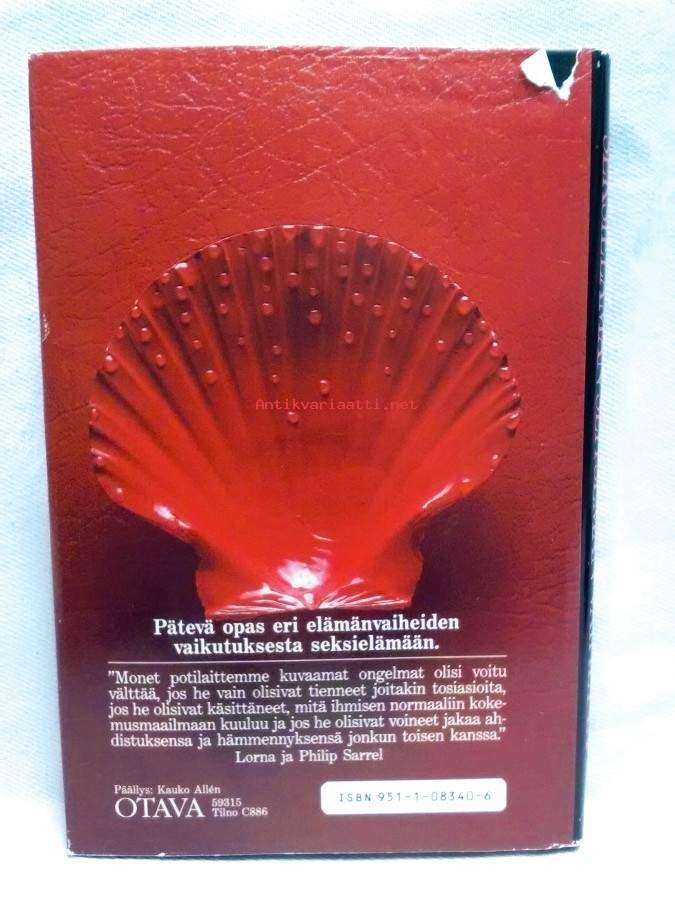 Antikvariaatti.net
Pätevä opas eri elämänvaiheiden
vaikutuksesta seksielämään.
"Monet potilaittemme kuvaamat ongelmat olisi voitu
välttää, jos he vain olisivat tienneet joitakin tosiasioita,
jos he olisivat käsittäneet, mitä ihmisen normaaliin koke-
musmaailmaan kuuluu ja jos he olisivat voineet jakaa ah-
distuksensa ja hämmennyksensä jonkun toisen kanssa."
Lorna ja Philip Sarrel
Päällys: Kauko Allén
OTAVA 59315
Tilno C886
ISBN 951-1-08340-6